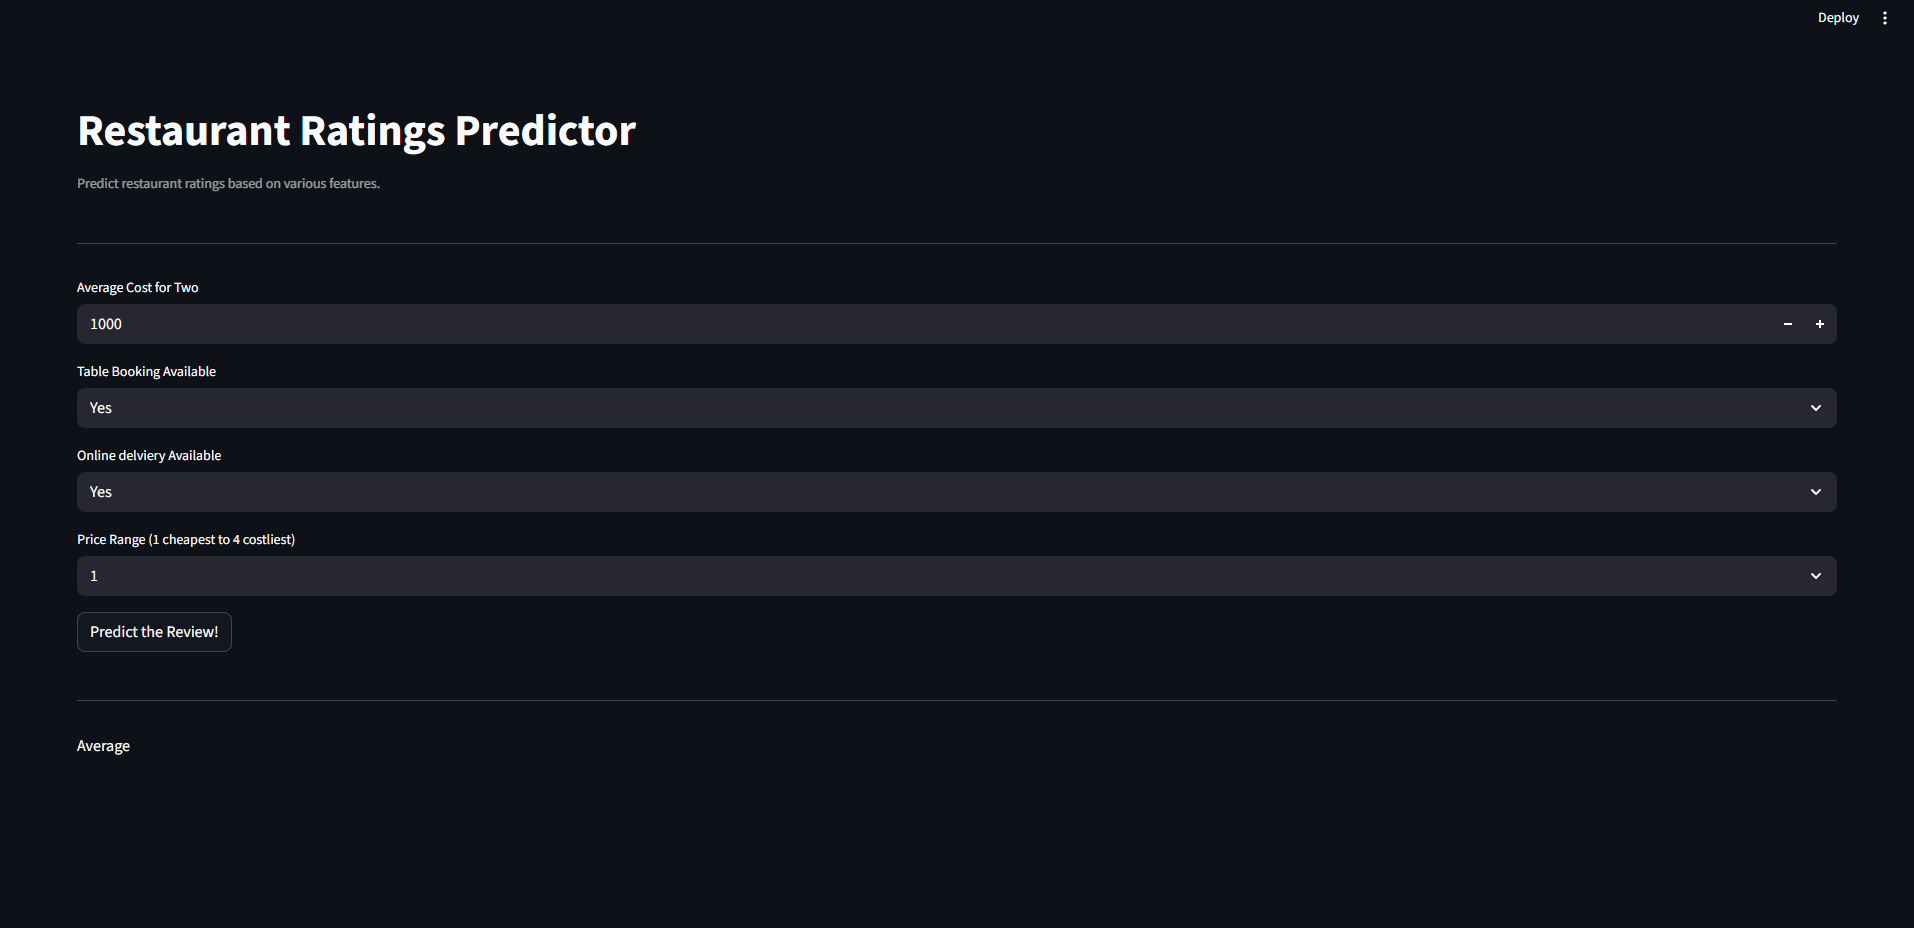 Deploy
Restaurant Ratings Predictor
Predict restaurant ratings based on various features.
Average Cost for Two
1000
Table Booking Available
Yes
Online delviery Available
Yes
Price Range (1 cheapest to 4 costliest)
1
Predict the Review!
Average